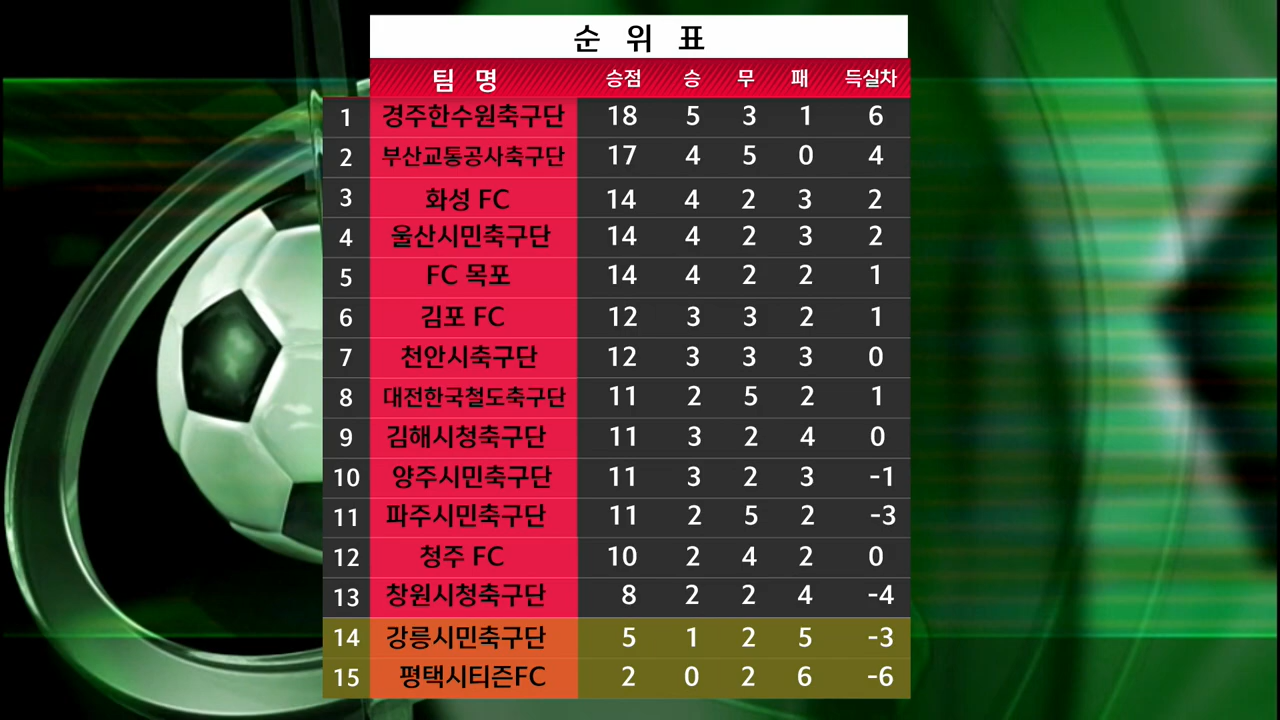 순 위 표
팀 명 승점 승 무 패 득실차
1 경주한수원축구단 18 5 3 1 6
2 부산교통공사축구단 17 4 5 0 4
3 화성 FC 14 4 2 3 2
4 울산시민축구단 14 4 2 3 2
5 FC 목포 14 4 2 2 1
6 김포 FC 12 3 3 2 1
7 천안시축구단 12 3 3 3 0
8 대전한국철도축구단 11 2 5 2 1
9 김해시청축구단 11 3 2 4 0
10 양주시민축구단 11 3 2 3 -1
11 파주시민축구단 11 2 5 2 -3
12 청주 FC 10 2 4 2 0
13 창원시청축구단 8 2 2 4 -4
14 강릉시민축구단 5 1 2 5 -3
15 평택시티즌FC 2 0 2 6 -6